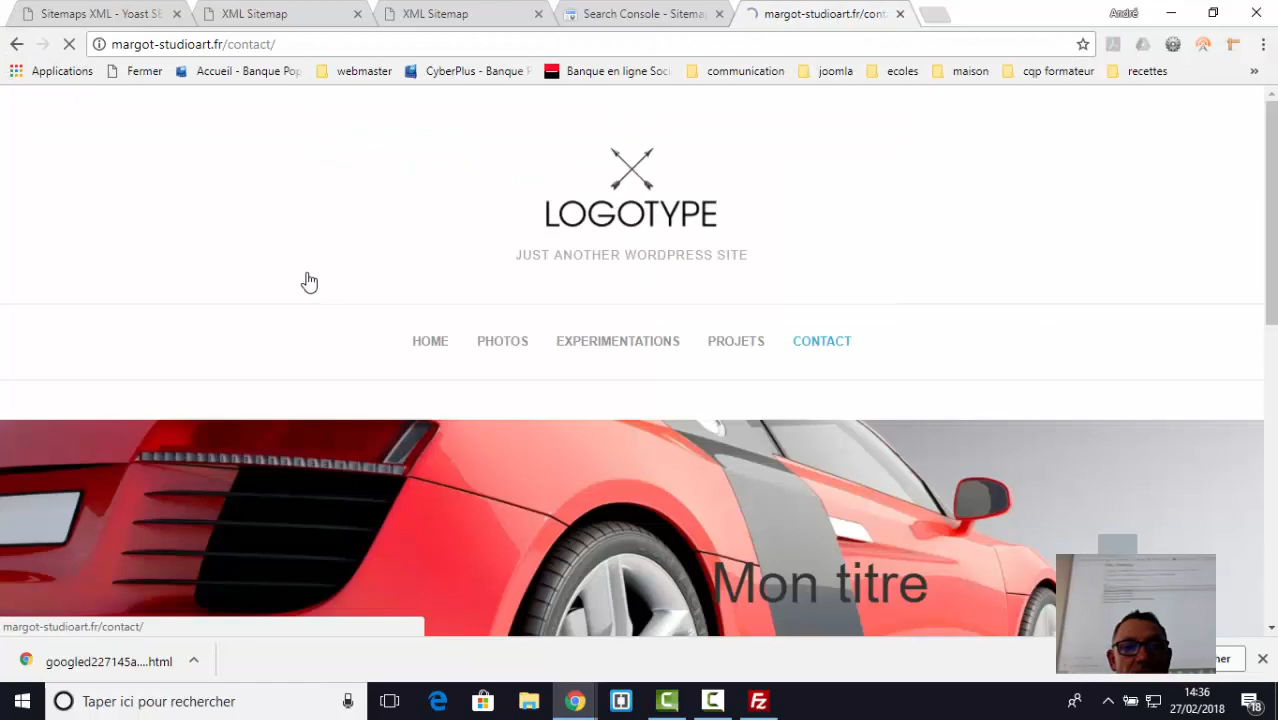 Sitemaps XML - Yoast SE
XML Sitemap
XML Sitemap
Search Console - Sitema
margot-studioart.fr/cont
André
margot-studioart.fr/contact/
Applications
Fermer
Accueil - Banque Pop
webmaster
CyberPlus - Banque P
Banque en ligne Soci
communication
joomla
ecoles
maison
cqp formateur
recettes
»
LOGOTYPE
JUST ANOTHER WORDPRESS SITE
HOME
PHOTOS
EXPERIMENTATIONS
PROJETS
CONTACT
Mon titre
margot-studioart.fr/contact/
googled227145a....html
her
Taper ici pour rechercher
14:36
27/02/2018
18